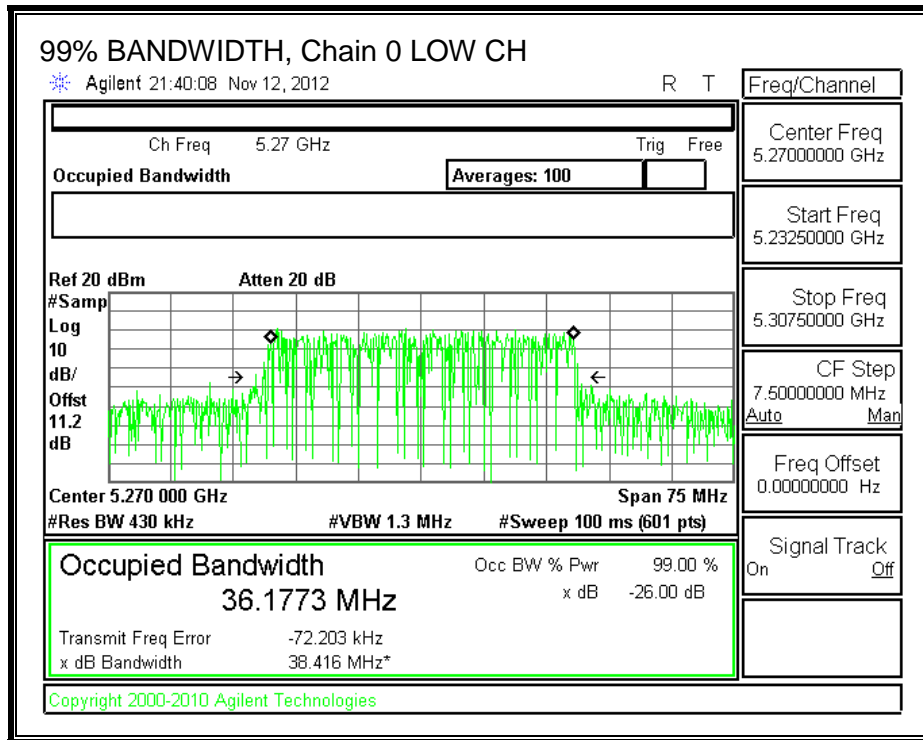 99% BANDWIDTH, Chain 0 LOW CH
Agilent 21:40:08 Nov 12, 2012 R T
Freq/Channel
Ch Freq 5.27 GHz Trig Free
Occupied Bandwidth Averages: 100
Center Freq
5.27000000 GHz
Start Freq
5.23250000 GHz
Stop Freq
5.30750000 GHz
CF Step
7.50000000 MHz
Auto Man
Freq Offset
0.00000000 Hz
Signal Track
On Off
Ref 20 dBm Atten 20 dB
#Samp
Log
10
dB/
Offst
11.2
dB
Center 5.270 000 GHz Span 75 MHz
#Res BW 430 kHz #VBW 1.3 MHz #Sweep 100 ms (601 pts)
Occupied Bandwidth Occ BW % Pwr 99.00 %
36.1773 MHz x dB -26.00 dB
Transmit Freq Error -72.203 kHz
x dB Bandwidth 38.416 MHz*
Copyright 2000-2010 Agilent Technologies